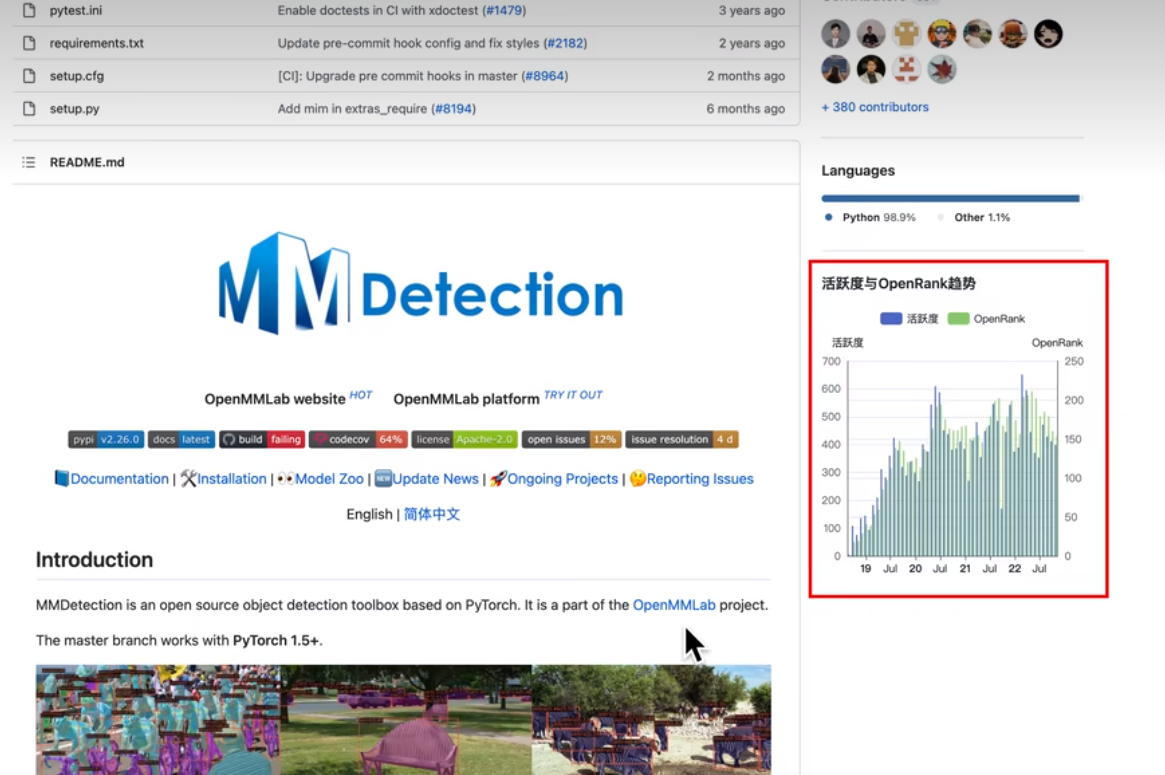 pytest.ini
Enable doctests in CI with xdoctest (#1479)
3 years ago
requirements.txt
Update pre-commit hook config and fix styles (#2182)
2 years ago
setup.cfg
[CI]: Upgrade pre commit hooks in master (#8964)
2 months ago
setup.py
Add mim in extras_require (#8194)
6 months ago
README.md
MM Detection
OpenMMLab website HOT
OpenMMLab platform TRY IT OUT
pypi v2.26.0
docs latest
build failing
codecov 64%
license Apache-2.0
open issues 12%
issue resolution 4 d
Documentation | Installation | Model Zoo | Update News | Ongoing Projects | Reporting Issues
English | 简体中文
Introduction
MMDetection is an open source object detection toolbox based on PyTorch. It is a part of the OpenMMLab project.
The master branch works with PyTorch 1.5+.
+ 380 contributors
Languages
Python 98.9%
Other 1.1%
活跃度与OpenRank趋势
活跃度
OpenRank
活跃度
OpenRank
700
600
500
400
300
200
100
0
250
200
150
100
50
0
19 Jul 20 Jul 21 Jul 22 Jul